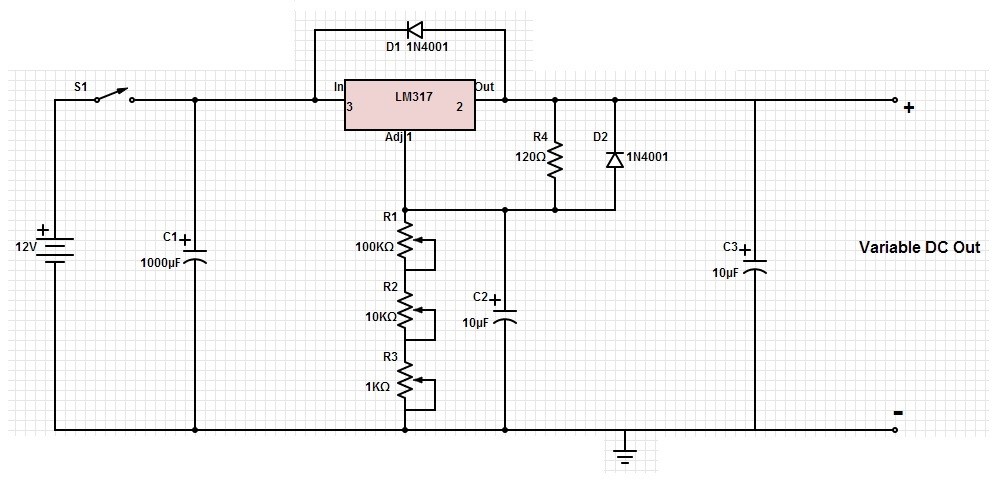 D1 1N4001
S1
In
LM317
Out
3
2
Adj 1
R4
120Ω
D2
1N4001
+
R1
100KΩ
+
12V
C1
+
1000µF
R2
10KΩ
C2
+
10µF
C3
+
10µF
Variable DC Out
R3
1KΩ
-